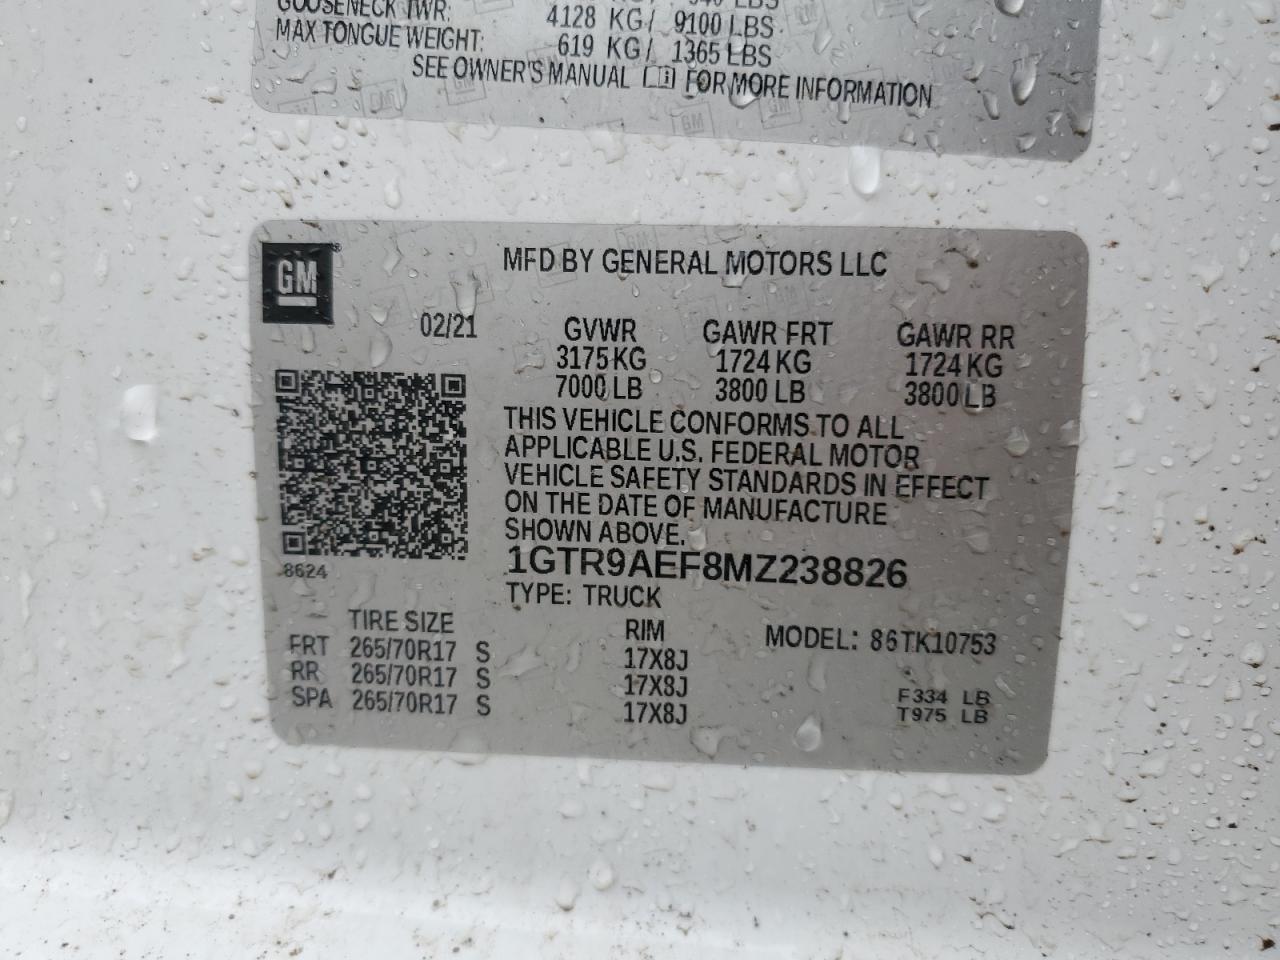 GOOSENECK TWR: 4128 KG / 9100 LBS
MAX TONGUE WEIGHT: 619 KG / 1365 LBS
SEE OWNER'S MANUAL FOR MORE INFORMATION
GM
MFD BY GENERAL MOTORS LLC
02/21 GVWR GAWR FRT GAWR RR
3175 KG 1724 KG 1724 KG
7000 LB 3800 LB 3800 LB
THIS VEHICLE CONFORMS TO ALL
APPLICABLE U.S. FEDERAL MOTOR
VEHICLE SAFETY STANDARDS IN EFFECT
ON THE DATE OF MANUFACTURE
SHOWN ABOVE.
8624
1GTR9AEF8MZ238826
TYPE: TRUCK
TIRE SIZE RIM MODEL: 86TK10753
FRT 265/70R17 S 17X8J
RR 265/70R17 S 17X8J
SPA 265/70R17 S 17X8J
F334 LB
T975 LB